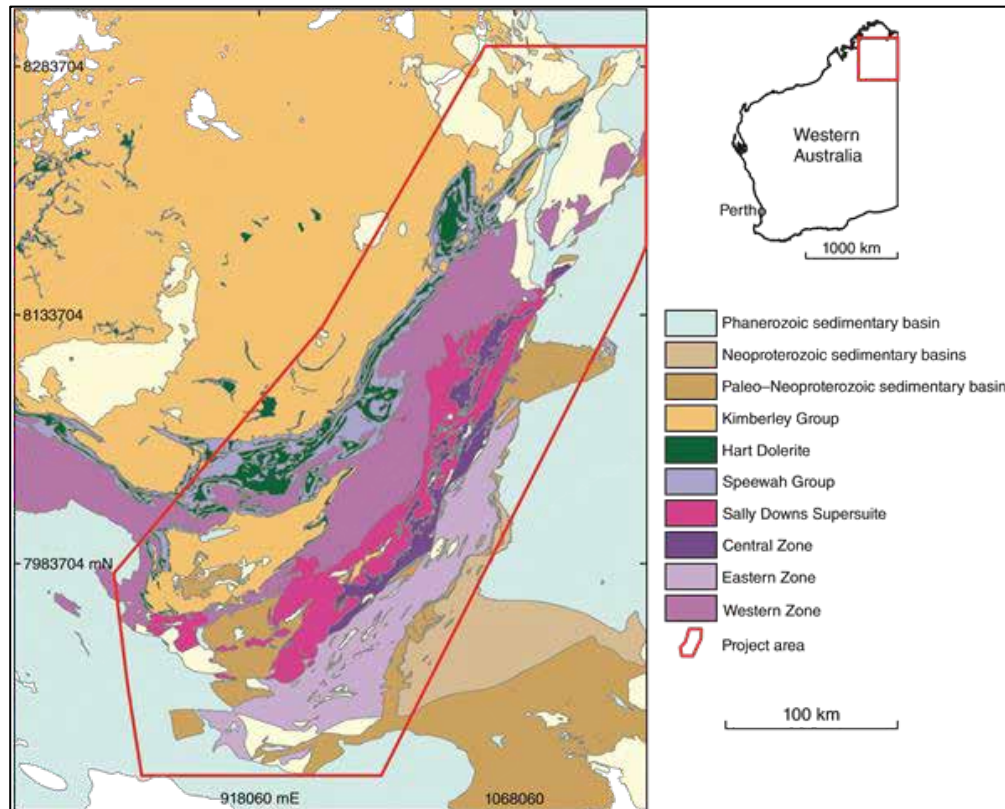 8283704
8133704
7983704 mN
918060 mE
1068060
Western
Australia
Perth
1000 km
Phanerozoic sedimentary basin
Neoproterozoic sedimentary basins
Paleo–Neoproterozoic sedimentary basin
Kimberley Group
Hart Dolerite
Speewah Group
Sally Downs Supersuite
Central Zone
Eastern Zone
Western Zone
Project area
100 km